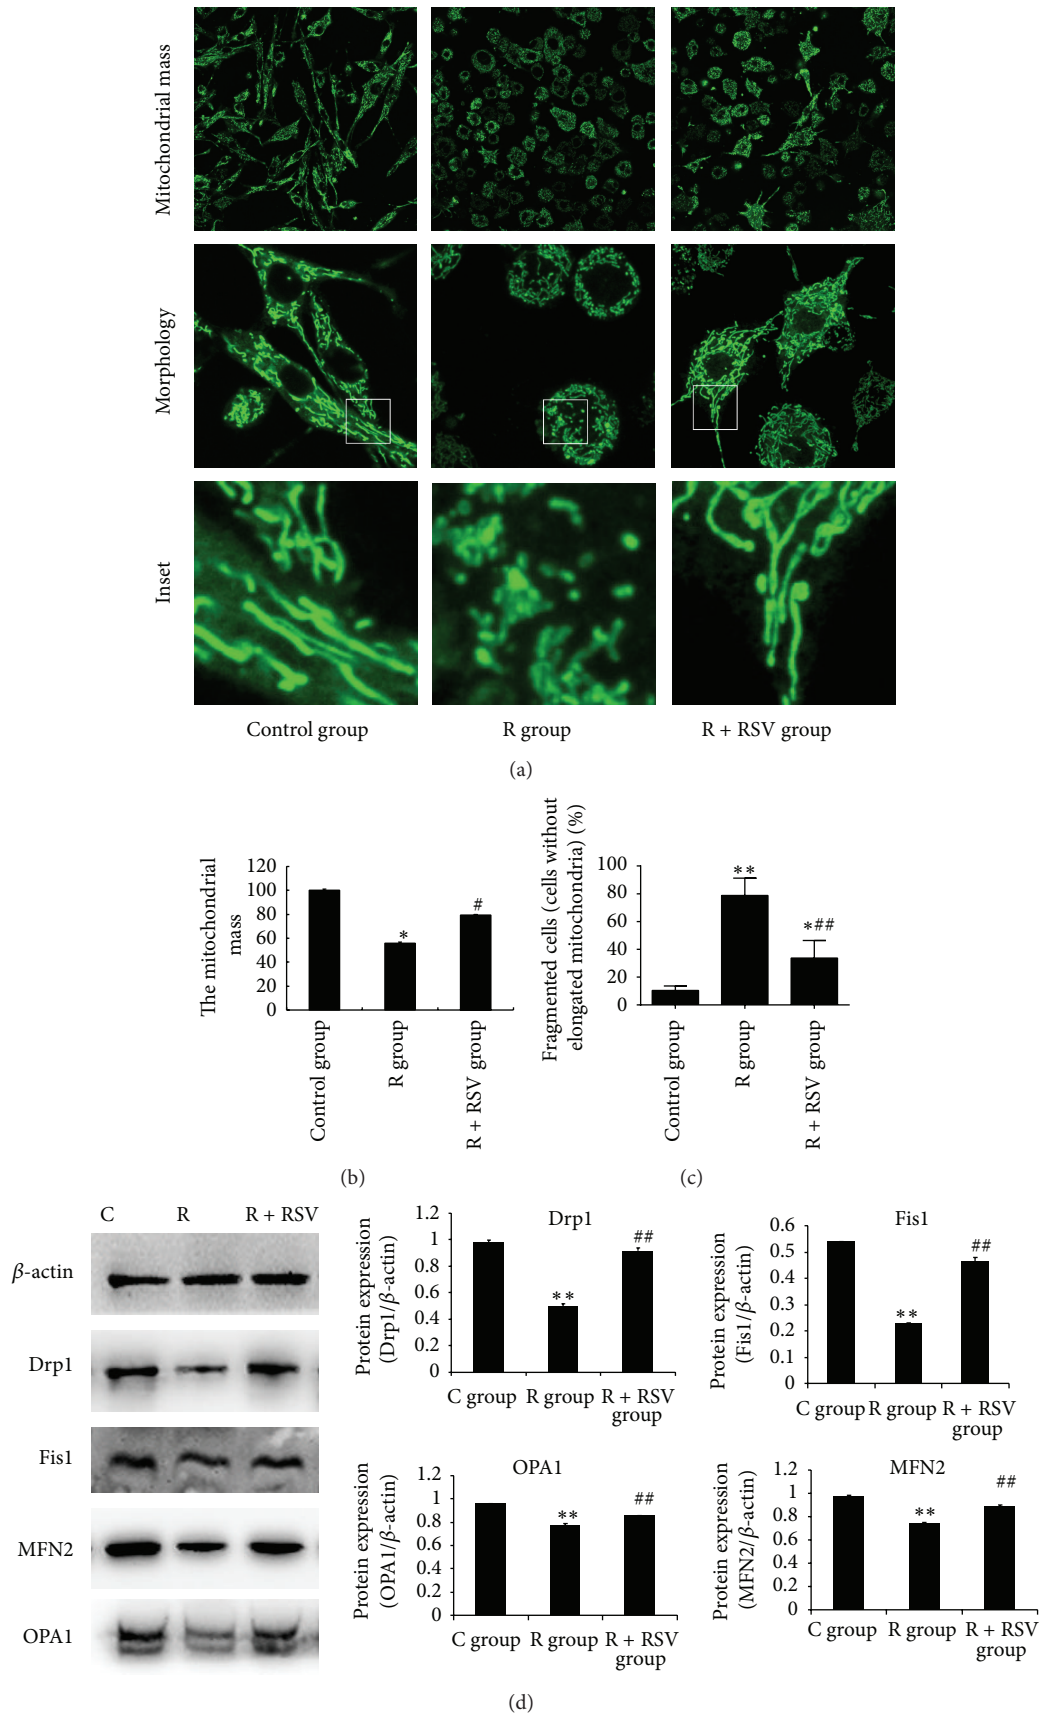 Mitochondrial mass
Morphology
Inset
Control group
R group
R + RSV group
(a)
The mitochondrial
mass
120
100
80
60
40
20
0
*
#
Control group
R group
R + RSV group
(b)
Fragmented cells (cells without
elongated mitochondria) (%)
100
80
60
40
20
0
**
*##
Control group
R group
R + RSV group
(c)
C R R + RSV
β-actin
Drp1
Fis1
MFN2
OPA1
Drp1
Protein expression
(Drp1/β-actin)
1.2
1
0.8
0.6
0.4
0.2
0
**
##
C group R group R + RSV
group
Fis1
Protein expression
(Fis1/β-actin)
0.6
0.5
0.4
0.3
0.2
0.1
0
**
##
C group R group R + RSV
group
OPA1
Protein expression
(OPA1/β-actin)
1.2
1
0.8
0.6
0.4
0.2
0
**
##
C group R group R + RSV
group
MFN2
Protein expression
(MFN2/β-actin)
1.2
1
0.8
0.6
0.4
0.2
0
**
##
C group R group R + RSV
group
(d)